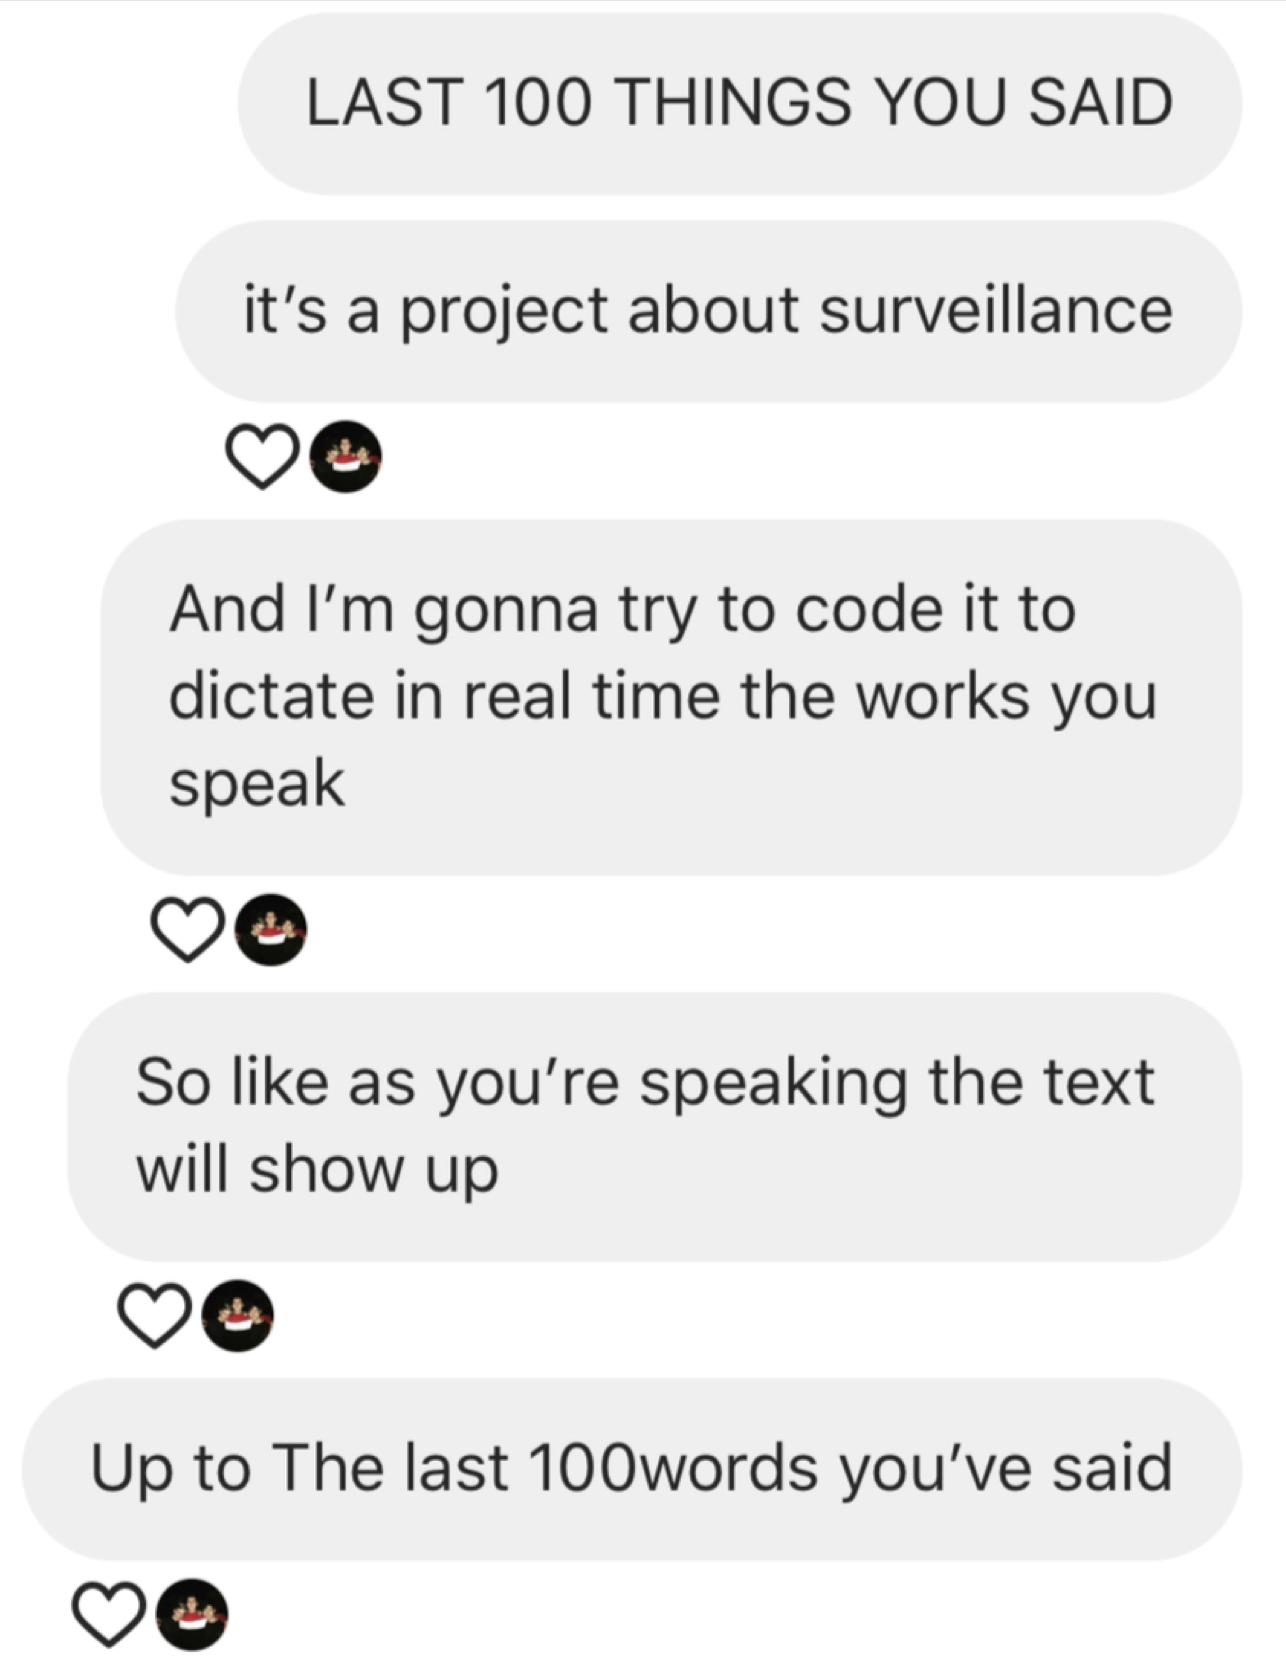 LAST 100 THINGS YOU SAID
it’s a project about surveillance
And I’m gonna try to code it to
dictate in real time the works you
speak
So like as you’re speaking the text
will show up
Up to The last 100words you’ve said